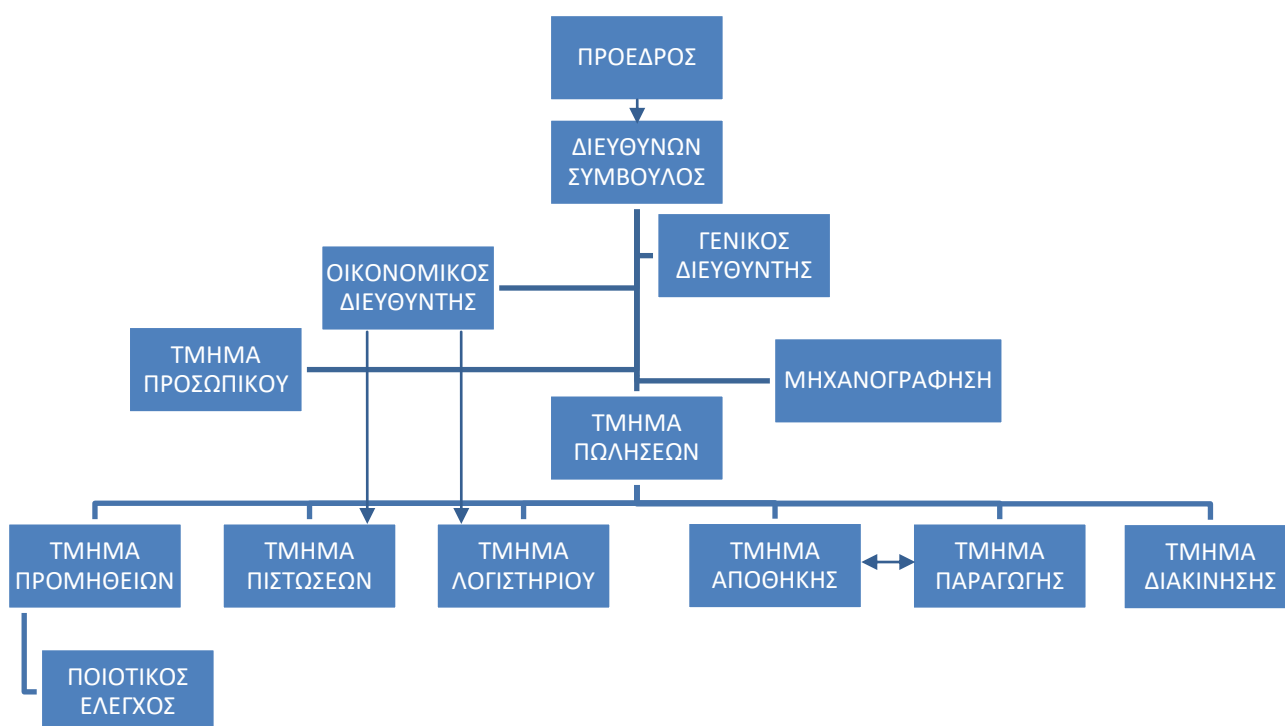 ΠΡΟΕΔΡΟΣ
ΔΙΕΥΘΥΝΩΝ
ΣΥΜΒΟΥΛΟΣ
ΓΕΝΙΚΟΣ
ΔΙΕΥΘΥΝΤΗΣ
ΟΙΚΟΝΟΜΙΚΟΣ
ΔΙΕΥΘΥΝΤΗΣ
ΤΜΗΜΑ
ΠΡΟΣΩΠΙΚΟΥ
ΜΗΧΑΝΟΓΡΑΦΗΣΗ
ΤΜΗΜΑ
ΠΩΛΗΣΕΩΝ
ΤΜΗΜΑ
ΠΡΟΜΗΘΕΙΩΝ
ΤΜΗΜΑ
ΠΙΣΤΩΣΕΩΝ
ΤΜΗΜΑ
ΛΟΓΙΣΤΗΡΙΟΥ
ΤΜΗΜΑ
ΑΠΟΘΗΚΗΣ
ΤΜΗΜΑ
ΠΑΡΑΓΩΓΗΣ
ΤΜΗΜΑ
ΔΙΑΚΙΝΗΣΗΣ
ΠΟΙΟΤΙΚΟΣ
ΕΛΕΓΧΟΣ